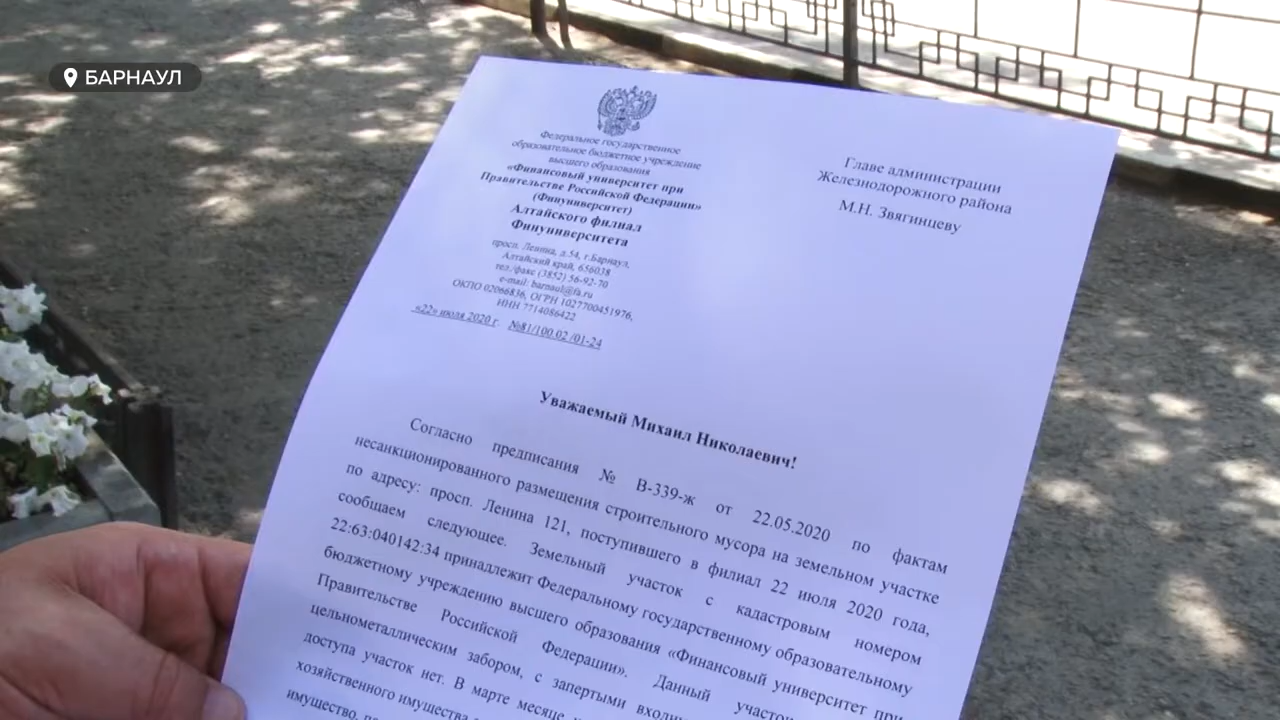 БАРНАУЛ
Федеральное государственное
образовательное бюджетное учреждение
высшего образования
«Финансовый университет при
Правительстве Российской Федерации»
(Финуниверситет)
Алтайского филиал
Финуниверситета
просп. Ленина, д.54, г.Барнаул,
Алтайский край, 656038
тел./факс (3852) 56-92-70
e-mail: barnaul@fa.ru
ОКПО 02066836, ОГРН 1027700451976,
ИНН 7714086422
«22» июля 2020 г. №81/100.02 /01-24
Главе администрации
Железнодорожного района
М.Н. Звягинцеву
Уважаемый Михаил Николаевич!
Согласно предписания № В-339-ж от 22.05.2020 по фактам
несанкционированного размещения строительного мусора на земельном участке
по адресу: просп. Ленина 121, поступившего в филиал 22 июля 2020 года,
сообщаем следующее. Земельный участок с кадастровым номером
22:63:040142:34 принадлежит Федеральному государственному образовательному
бюджетному учреждению высшего образования «Финансовый университет при
Правительстве Российской Федерации». Данный участок
цельнометаллическим забором, с запертыми
доступа участок нет. В марте месяце
хозяйственного имущества
имущество,